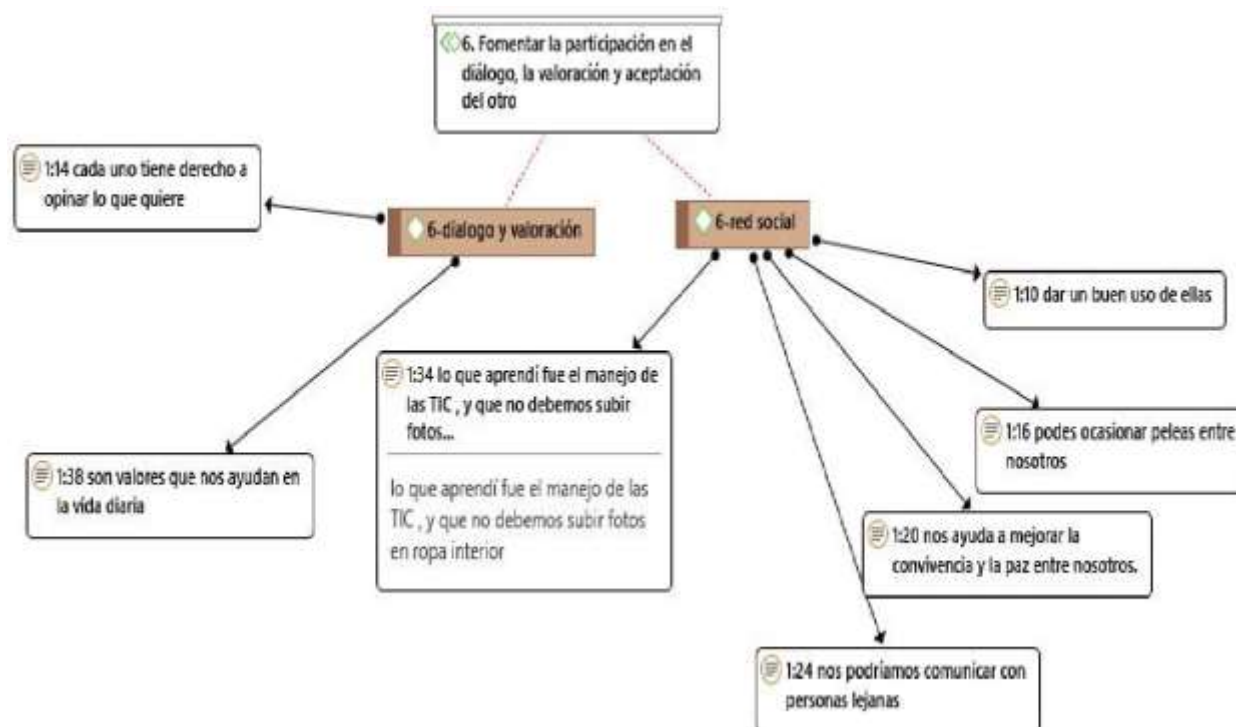 6. Fomentar la participación en el
diálogo, la valoración y aceptación
del otro
1:14 cada uno tiene derecho a
opinar lo que quiere
6-dialogo y valoración
6-red social
1:10 dar un buen uso de ellas
1:34 lo que aprendí fue el manejo de
las TIC , y que no debemos subir
fotos...
lo que aprendí fue el manejo de las
TIC , y que no debemos subir fotos
en ropa interior
1:16 podes ocasionar peleas entre
nosotros
1:38 son valores que nos ayudan en
la vida diaria
1:20 nos ayuda a mejorar la
convivencia y la paz entre nosotros.
1:24 nos podríamos comunicar con
personas lejanas